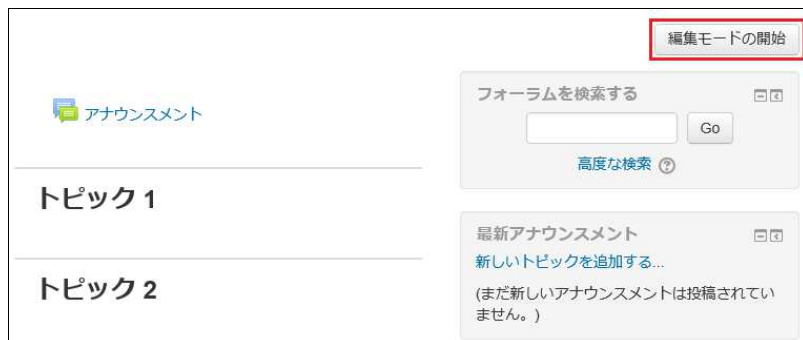 編集モードの開始
アナウンスメント
トピック 1
トピック 2
フォーラムを検索する
Go
高度な検索 ?
最新アナウンスメント
新しいトピックを追加する...
(まだ新しいアナウンスメントは投稿されてい
ません。)